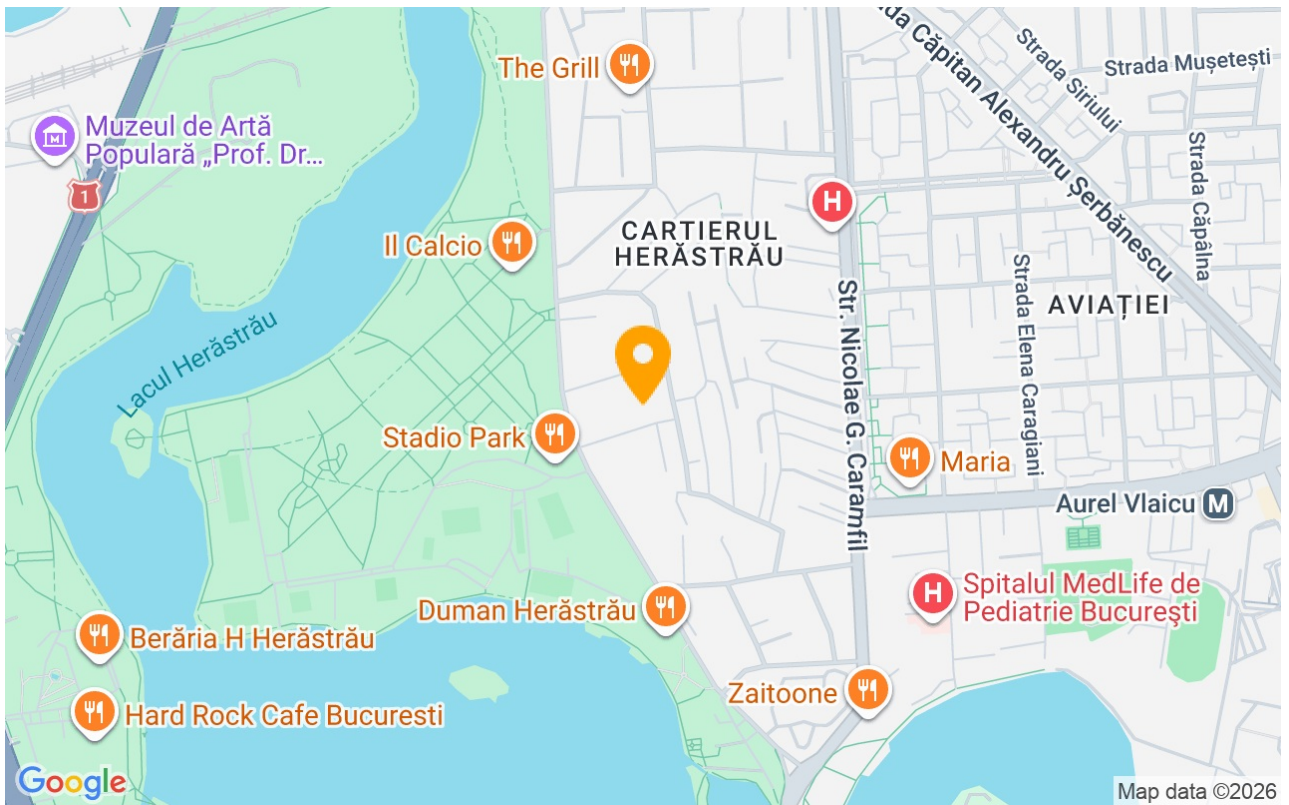 The Grill
Strada Căpitan Alexandru Șerbănescu
Strada Siriului
Strada Mușetești
Strada Căpâlna
Muzeul de Artă
Populară „Prof. Dr...
1
H
Il Calcio
CARTIERUL
HERĂSTRĂU
Str. Nicolae G. Caramfil
Strada Elena Caragiani
AVIAȚIEI
Lacul Herăstrău
Stadio Park
Maria
Aurel Vlaicu M
Spitalul MedLife de
Pediatrie București
H
Duman Herăstrău
Berăria H Herăstrău
Zaitoone
Hard Rock Cafe Bucuresti
Google
Map data ©2026